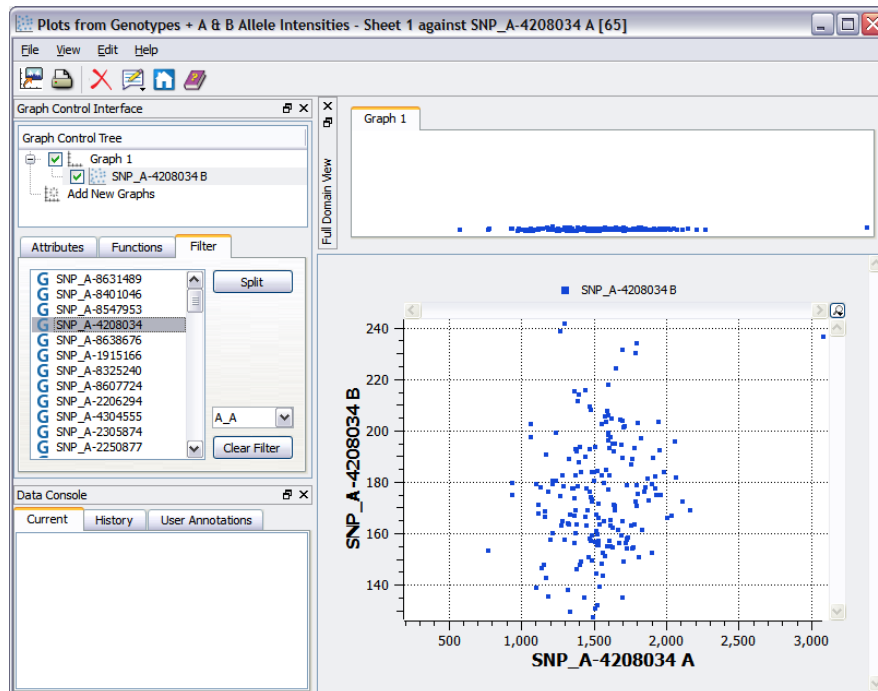 Plots from Genotypes + A & B Allele Intensities - Sheet 1 against SNP_A-4208034 A [65]
File View Edit Help
Graph Control Interface
Graph Control Tree
Graph 1
SNP_A-4208034 B
Add New Graphs
Attributes Functions Filter
G SNP_A-8631489
G SNP_A-8401046
G SNP_A-8547953
G SNP_A-4208034
G SNP_A-8638676
G SNP_A-1915166
G SNP_A-8325240
G SNP_A-8607724
G SNP_A-2206294
G SNP_A-4304555
G SNP_A-2305874
G SNP_A-2250877
Split
A_A
Clear Filter
Data Console
Current History User Annotations
Full Domain View
Graph 1
SNP_A-4208034 B
SNP_A-4208034 B
240
220
200
180
160
140
500 1,000 1,500 2,000 2,500 3,000
SNP_A-4208034 A